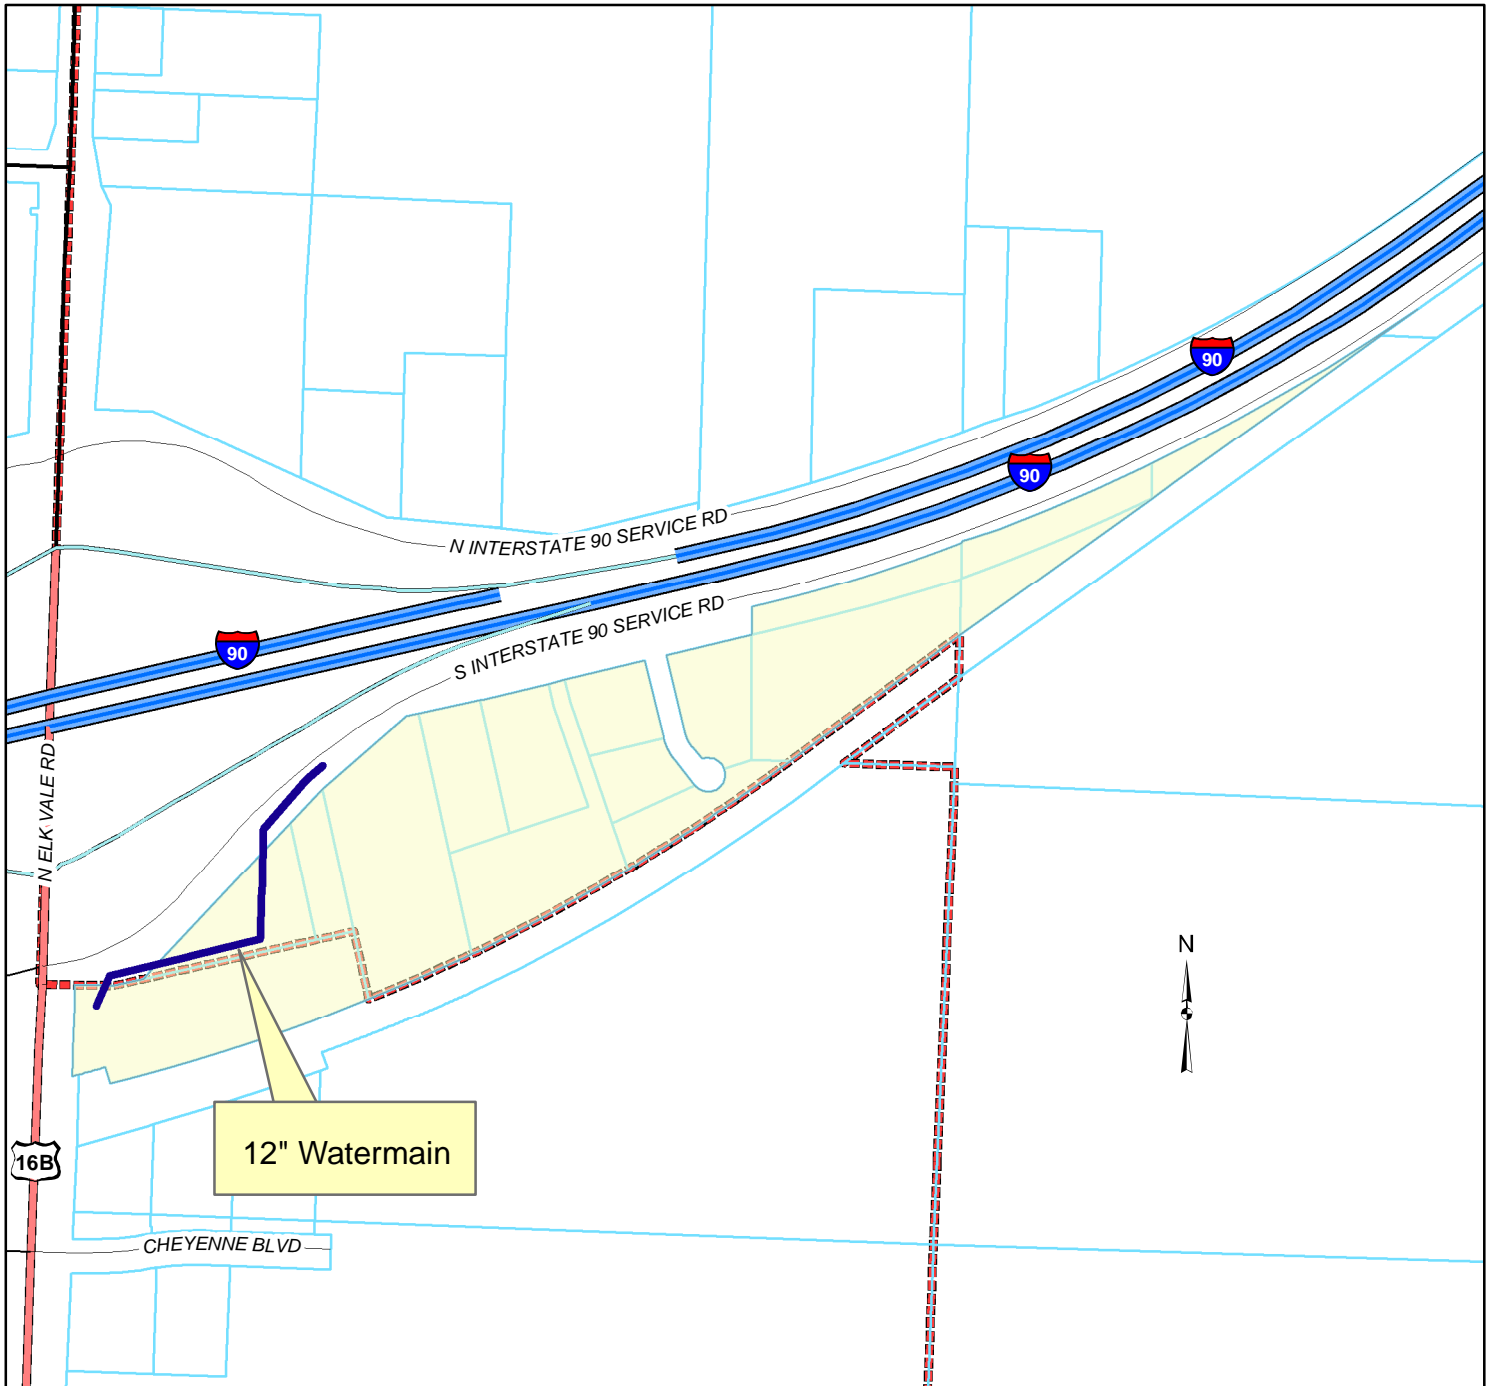 90
90
N INTERSTATE 90 SERVICE RD
S INTERSTATE 90 SERVICE RD
90
N ELK VALE RD
N
12" Watermain
16B
CHEYENNE BLVD